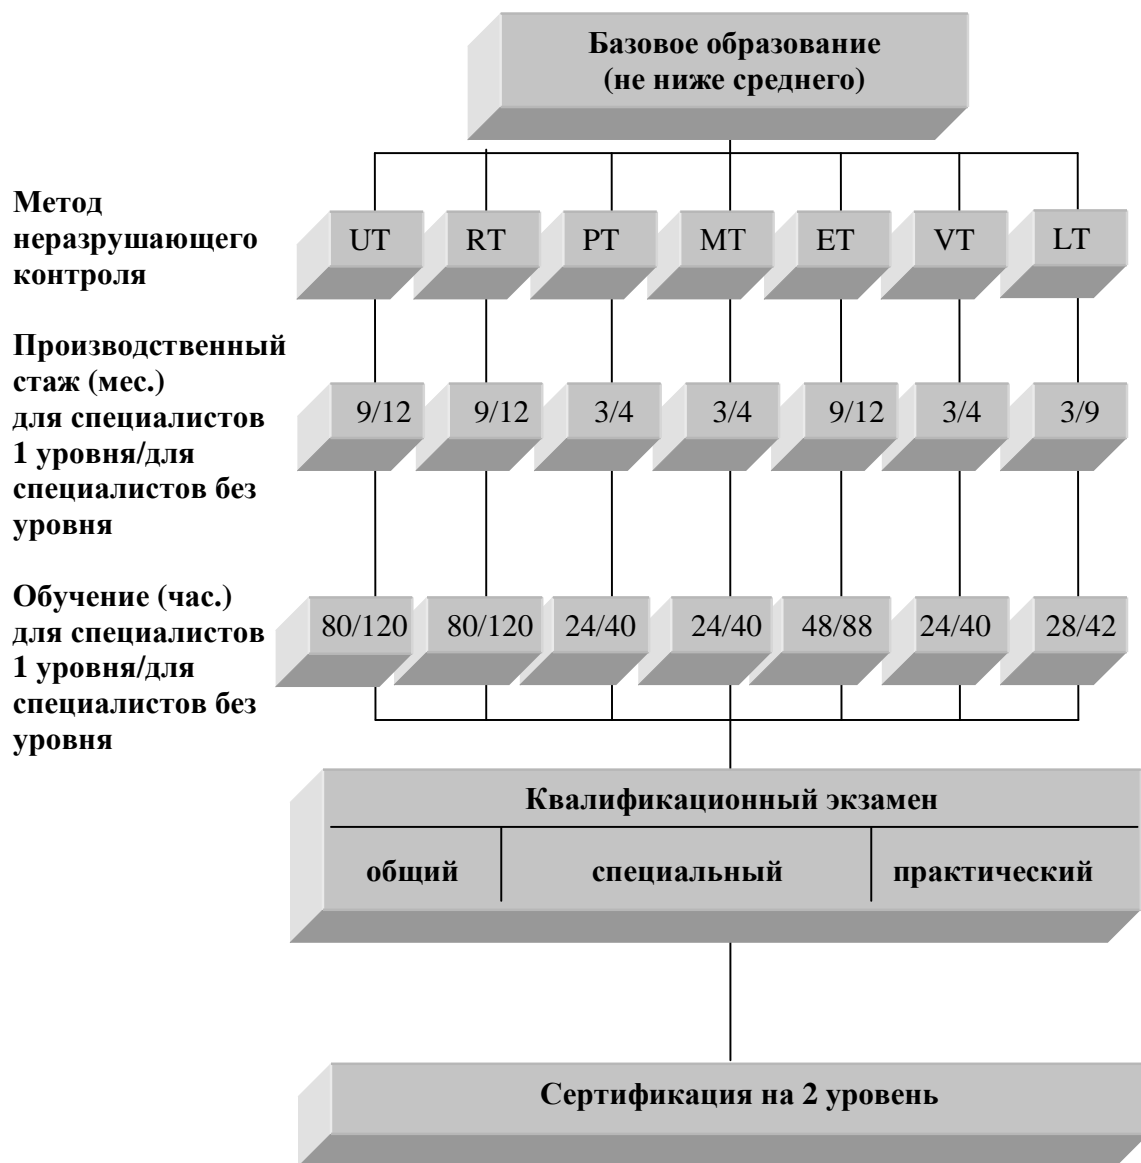 Базовое образование
(не ниже среднего)
Метод
неразрушающего
контроля
UT RT PT MT ET VT LT
Производственный
стаж (мес.)
для специалистов
1 уровня/для
специалистов без
уровня
9/12 9/12 3/4 3/4 9/12 3/4 3/9
Обучение (час.)
для специалистов
1 уровня/для
специалистов без
уровня
80/120 80/120 24/40 24/40 48/88 24/40 28/42
Квалификационный экзамен
общий специальный практический
Сертификация на 2 уровень